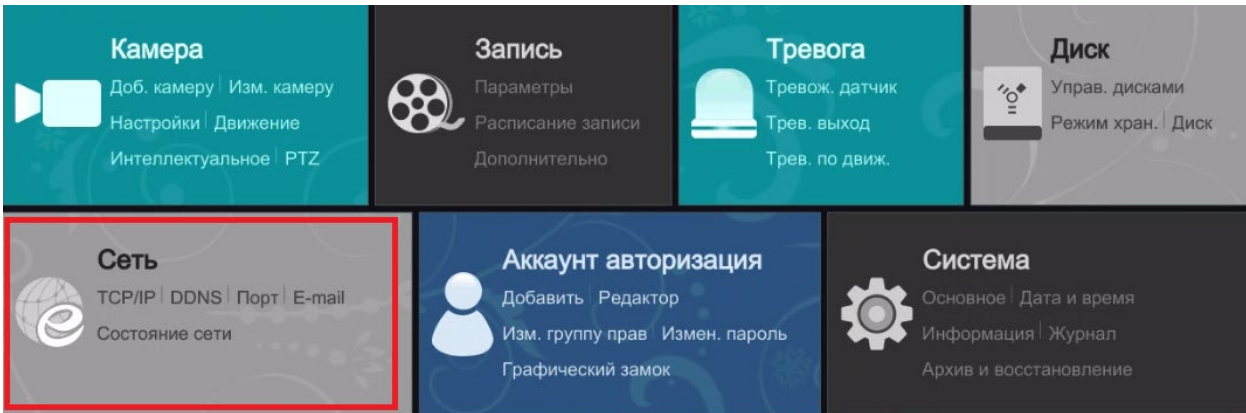 Камера
Доб. камеру Изм. камеру
Настройки Движение
Интеллектуальное PTZ
Запись
Параметры
Расписание записи
Дополнительно
Тревога
Тревож. датчик
Трев. выход
Трев. по движ.
Диск
Управ. дисками
Режим хран. Диск
Сеть
TCP/IP DDNS Порт E-mail
Состояние сети
Аккаунт авторизация
Добавить Редактор
Изм. группу прав Измен. пароль
Графический замок
Система
Основное Дата и время
Информация Журнал
Архив и восстановление